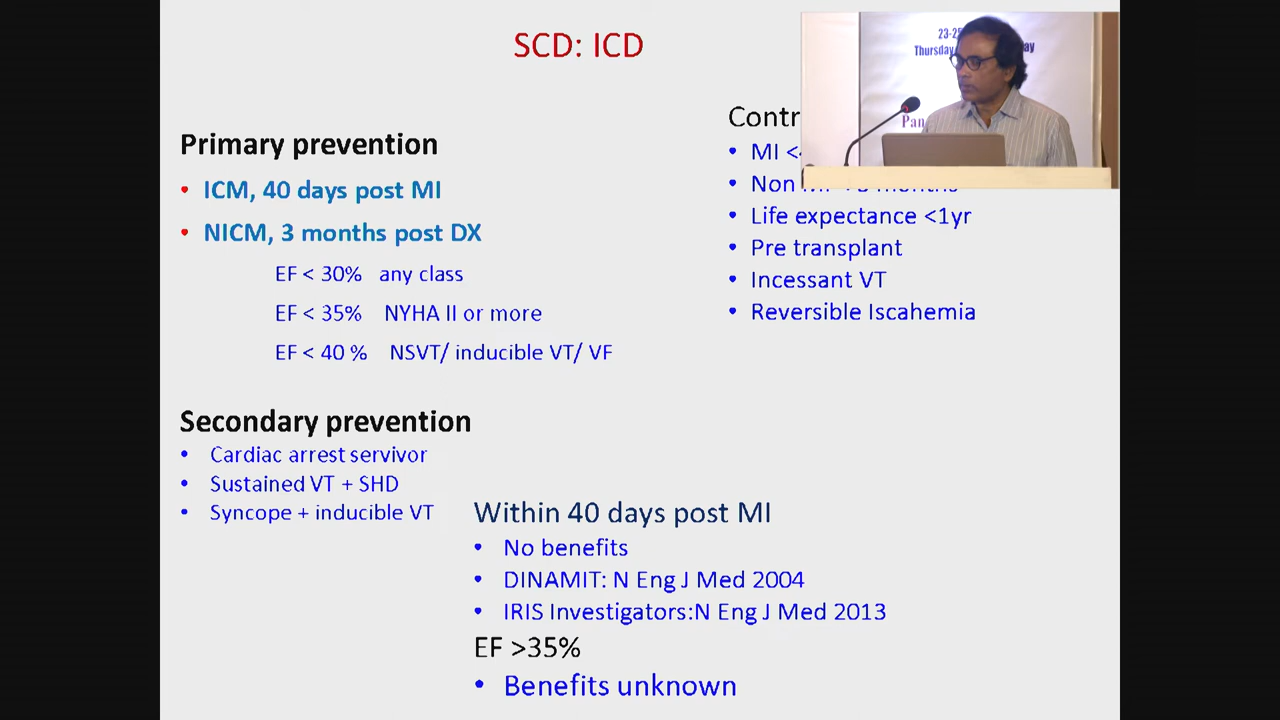 SCD: ICD
Primary prevention
• ICM, 40 days post MI
• NICM, 3 months post DX
EF < 30% any class
EF < 35% NYHA II or more
EF < 40 % NSVT/ inducible VT/ VF
Secondary prevention
• Cardiac arrest servivor
• Sustained VT + SHD
• Syncope + inducible VT
• MI
• Non
• Life expectance <1yr
• Pre transplant
• Incessant VT
• Reversible Iscahemia
Within 40 days post MI
• No benefits
• DINAMIT: N Eng J Med 2004
• IRIS Investigators:N Eng J Med 2013
EF >35%
• Benefits unknown
Thursday